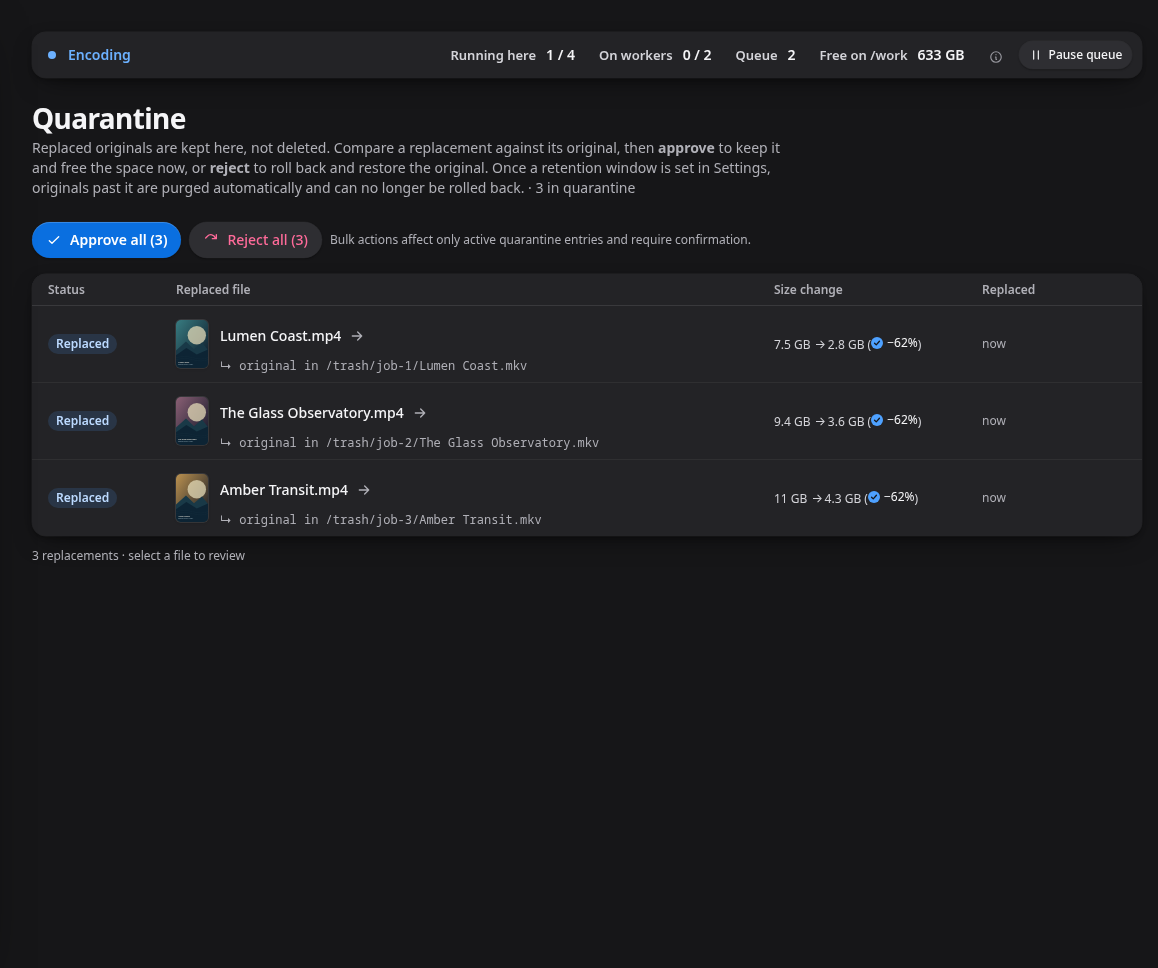 Encoding Running here 1 / 4 On workers 0 / 2 Queue 2 Free on /work 633 GB Pause queue
Quarantine
Replaced originals are kept here, not deleted. Compare a replacement against its original, then approve to keep it
and free the space now, or reject to roll back and restore the original. Once a retention window is set in Settings,
originals past it are purged automatically and can no longer be rolled back. · 3 in quarantine
Approve all (3) Reject all (3) Bulk actions affect only active quarantine entries and require confirmation.
Status Replaced file Size change Replaced
Replaced Lumen Coast.mp4 → 7.5 GB → 2.8 GB (−62%) now
↳ original in /trash/job-1/Lumen Coast.mkv
Replaced The Glass Observatory.mp4 → 9.4 GB → 3.6 GB (−62%) now
↳ original in /trash/job-2/The Glass Observatory.mkv
Replaced Amber Transit.mp4 → 11 GB → 4.3 GB (−62%) now
↳ original in /trash/job-3/Amber Transit.mkv
3 replacements · select a file to review